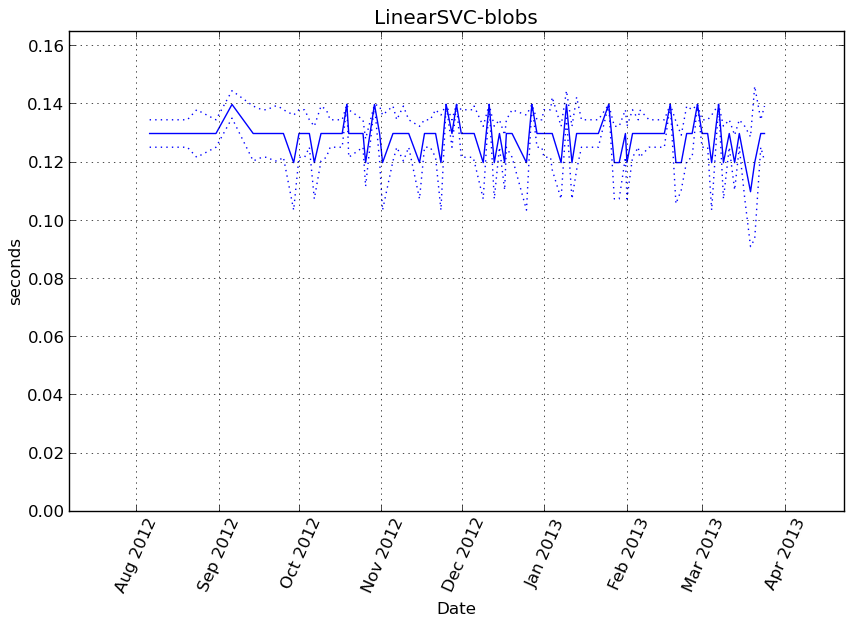 LinearSVC-blobs
0.16
0.14
0.12
0.10
0.08
0.06
0.04
0.02
0.00
seconds
Aug 2012
Sep 2012
Oct 2012
Nov 2012
Dec 2012
Jan 2013
Feb 2013
Mar 2013
Apr 2013
Date